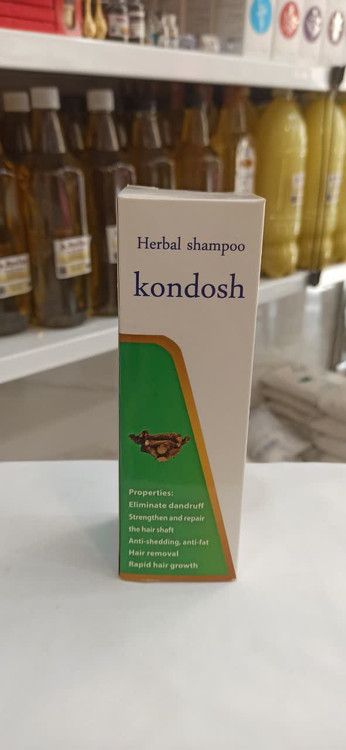 Herbal shampoo
kondosh
Properties:
Eliminate dandruff
Strengthen and repair
the hair shaft
Anti-shedding, anti-fat
Hair removal
Rapid hair growth